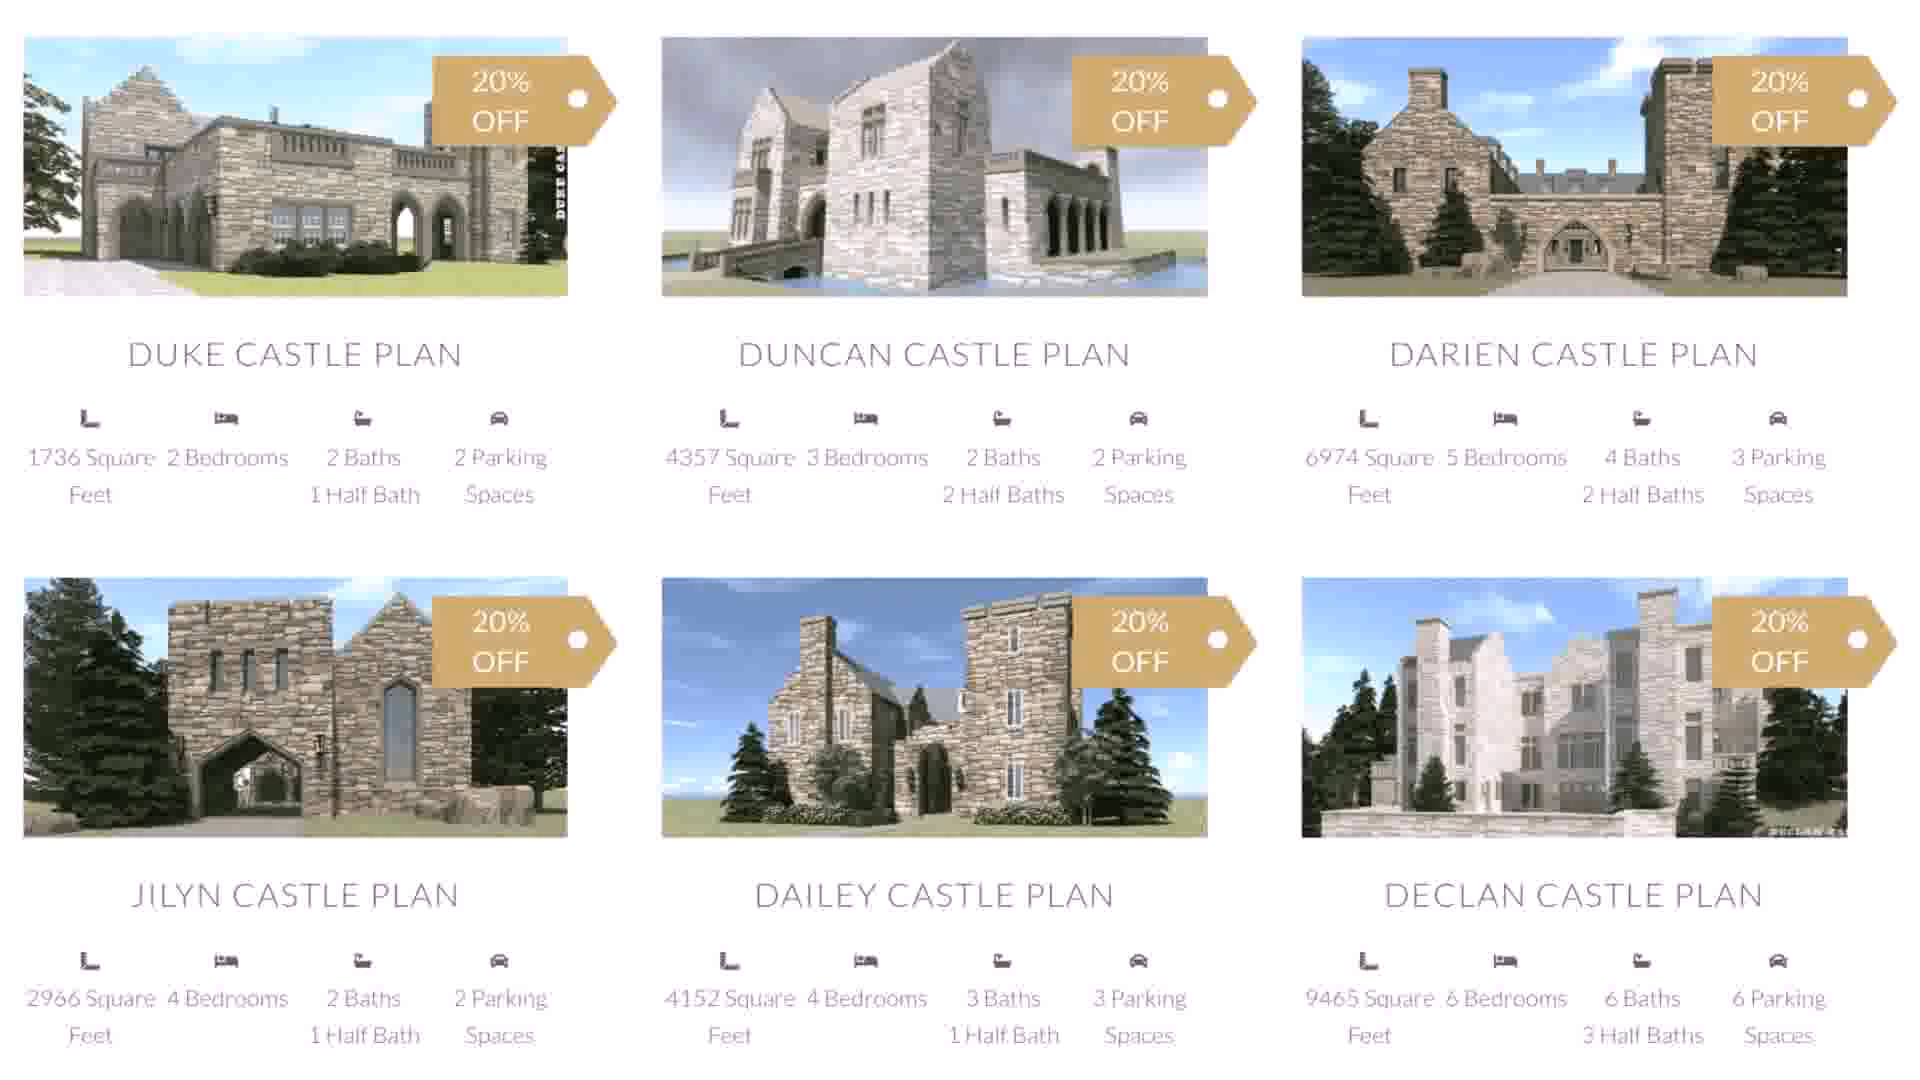 20%
OFF
20%
OFF
20%
OFF
DUKE CASTLE PLAN
DUNCAN CASTLE PLAN
DARIEN CASTLE PLAN
1736 Square 2 Bedrooms 2 Baths 2 Parking
Feet 1 Half Bath Spaces
4357 Square 3 Bedrooms 2 Baths 2 Parking
Feet 2 Half Baths Spaces
6974 Square 5 Bedrooms 4 Baths 3 Parking
Feet 2 Half Baths Spaces
20%
OFF
20%
OFF
20%
OFF
JILYN CASTLE PLAN
DAILEY CASTLE PLAN
DECLAN CASTLE PLAN
2966 Square 4 Bedrooms 2 Baths 2 Parking
Feet 1 Half Bath Spaces
4152 Square 4 Bedrooms 3 Baths 3 Parking
Feet 1 Half Bath Spaces
9465 Square 6 Bedrooms 6 Baths 6 Parking
Feet 3 Half Baths Spaces